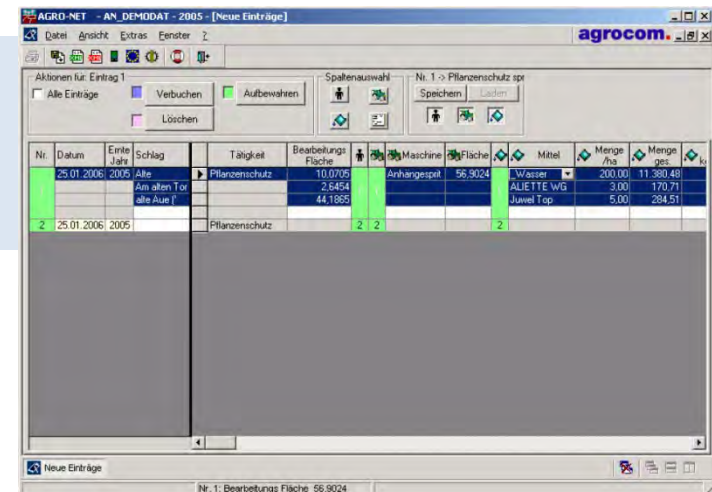 AGRO-NET - AN_DEMODAT - 2005 - [Neue Einträge]
Datei Ansicht Extras Fenster ?
agrocom.
Aktionen für: Eintrag 1
Spaltenauswahl
Nr. 1 -> Pflanzenschutz spr
Alle Einträge
Verbuchen
Aufbewahren
Speichern Laden
Löschen
Nr. Datum Ernte Jahr Schlag Tätigkeit Bearbeitungs Fläche Maschine Fläche Mittel Menge /ha Menge ges.
25.01.2006 2005 Alte Pflanzenschutz 10,0705 Anhängesprit 56,9024 _Wasser 200,00 11.380,48
Am alten Tor 2,6454 ALIETTE WG 3,00 170,71
alte Aue |' 44,1865 Juwel Top 5,00 284,51
2 25.01.2006 2005 Pflanzenschutz 2 2 2
Neue Einträge
Nr. 1: Bearbeitungs Fläche 56,9024